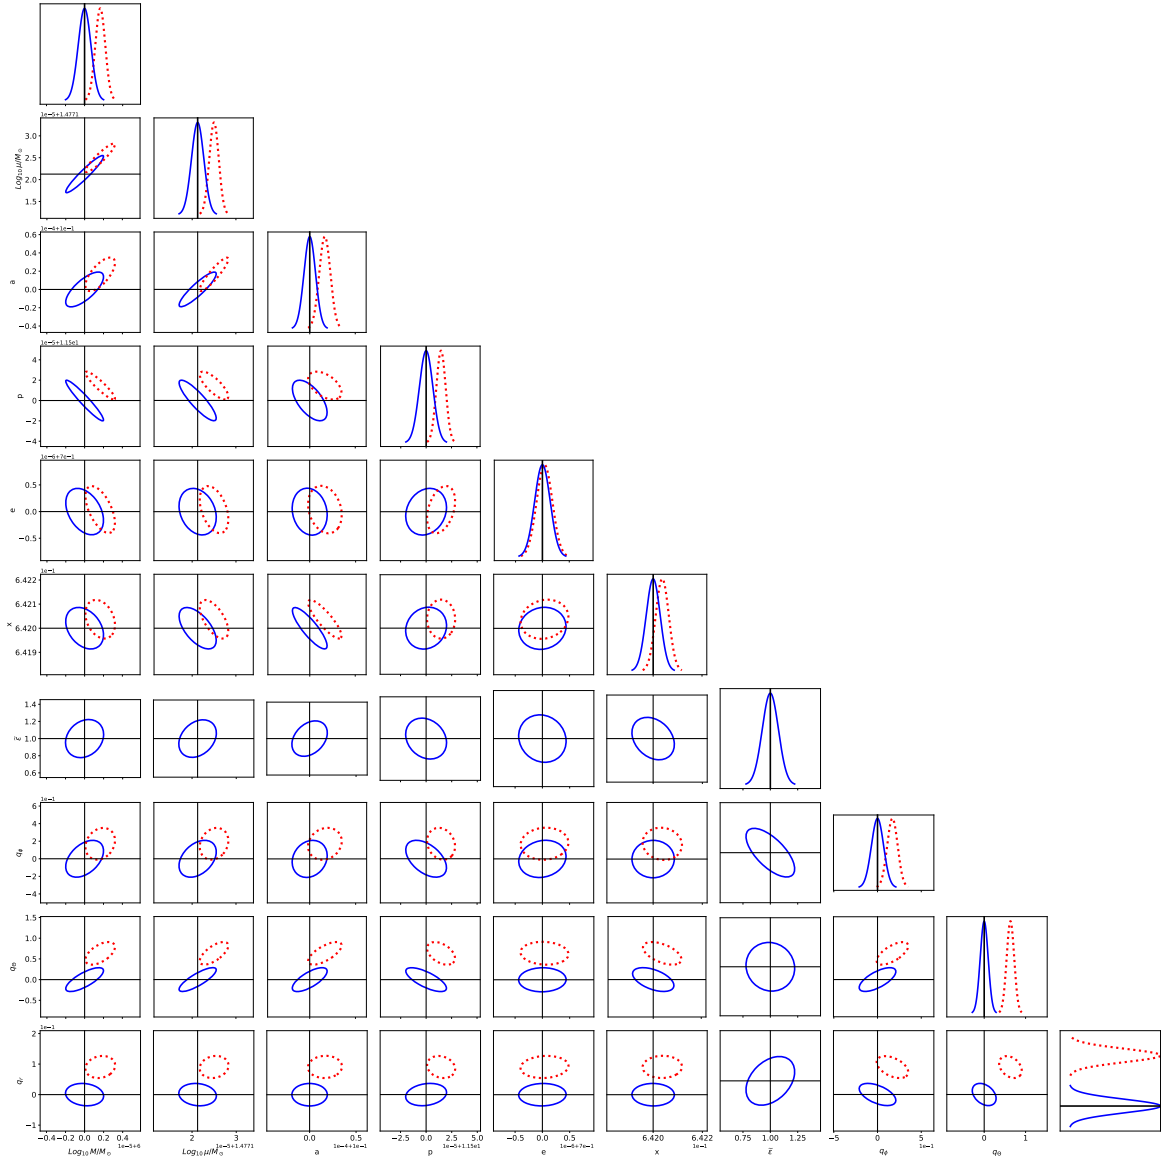 1e-5+1.4771
Log₁₀ μ/M⊙
3.0
2.5
2.0
1.5
1e-4+1e-1
a
0.6
0.4
0.2
0.0
−0.2
−0.4
1e-5+1.15e1
p
4
2
0
−2
−4
1e-6+7e-1
e
0.5
0.0
−0.5
1e-1
x
6.422
6.421
6.420
6.419
ε̃
1.4
1.2
1.0
0.8
0.6
1e-1
qϕ
6
4
2
0
−2
−4
qΘ
1.5
1.0
0.5
0.0
−0.5
1e-1
qr
2
1
0
−1
−0.4 −0.2 0.0 0.2 0.4 2 3 0.0 0.5 −2.5 0.0 2.5 5.0 −0.5 0.0 0.5 6.420 6.422 0.75 1.00 1.25 −5 0 5 0 1
1e-5+6 1e-5+1.4771 1e-4+1e-1 1e-5+1.15e1 1e-6+7e-1 1e-1 1e-1
Log₁₀ M/M⊙ Log₁₀ μ/M⊙ a p e x ε̃ qϕ qΘ